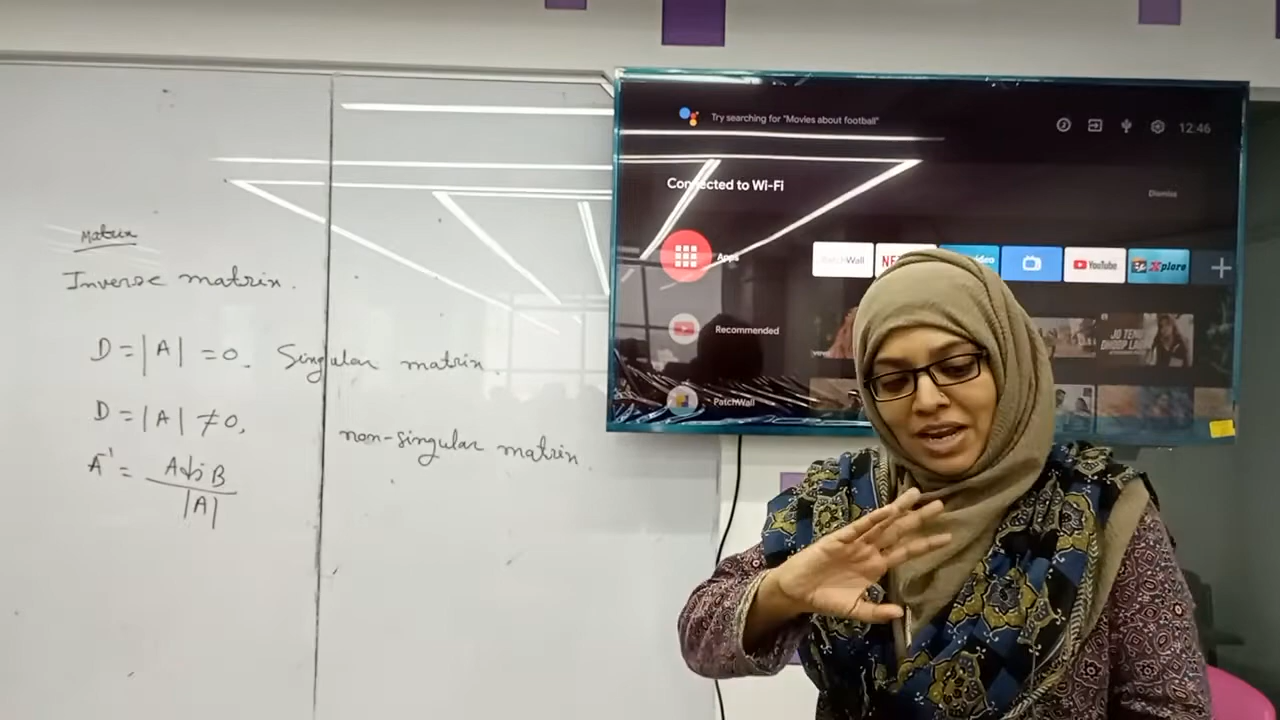 Matrix
Inverse matrix.
D = |A| = 0. Singular matrix.
D = |A| ≠ 0, non-singular matrix.
A⁻¹ = Adj B
|A|
Try searching for "Movies about football"
12:46
Connected to Wi-Fi
Dismiss
Apps
PatchWall
YouTube
Xplore
Recommended
PatchWall